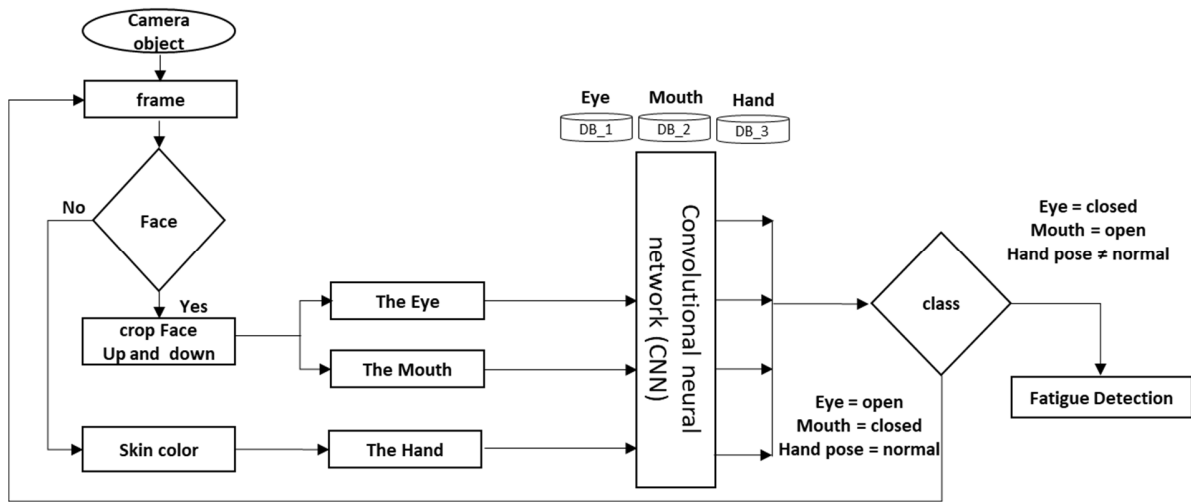 Camera
object
frame
Face
No
Yes
crop Face
Up and down
Skin color
The Eye
The Mouth
The Hand
Eye Mouth Hand
DB_1 DB_2 DB_3
Convolutional neural
network (CNN)
class
Eye = closed
Mouth = open
Hand pose ≠ normal
Fatigue Detection
Eye = open
Mouth = closed
Hand pose = normal